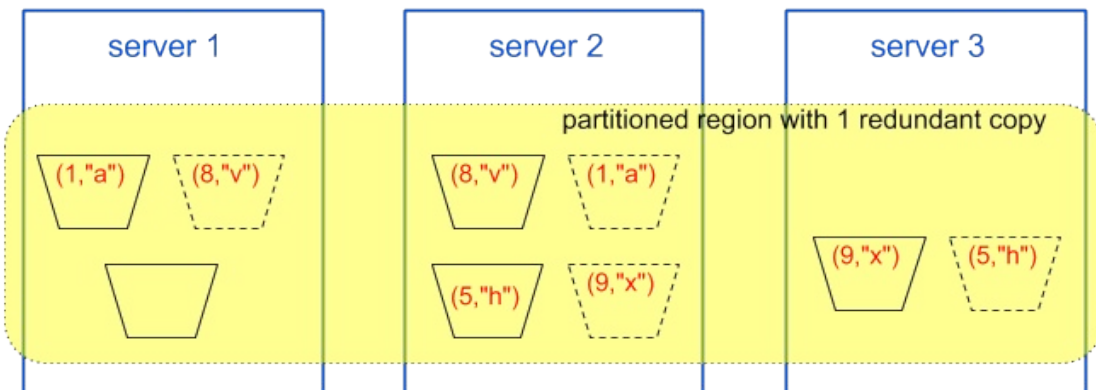 server 1
server 2
server 3
partitioned region with 1 redundant copy
(1,"a")
(8,"v")
(8,"v")
(1,"a")
(5,"h")
(9,"x")
(9,"x")
(5,"h")